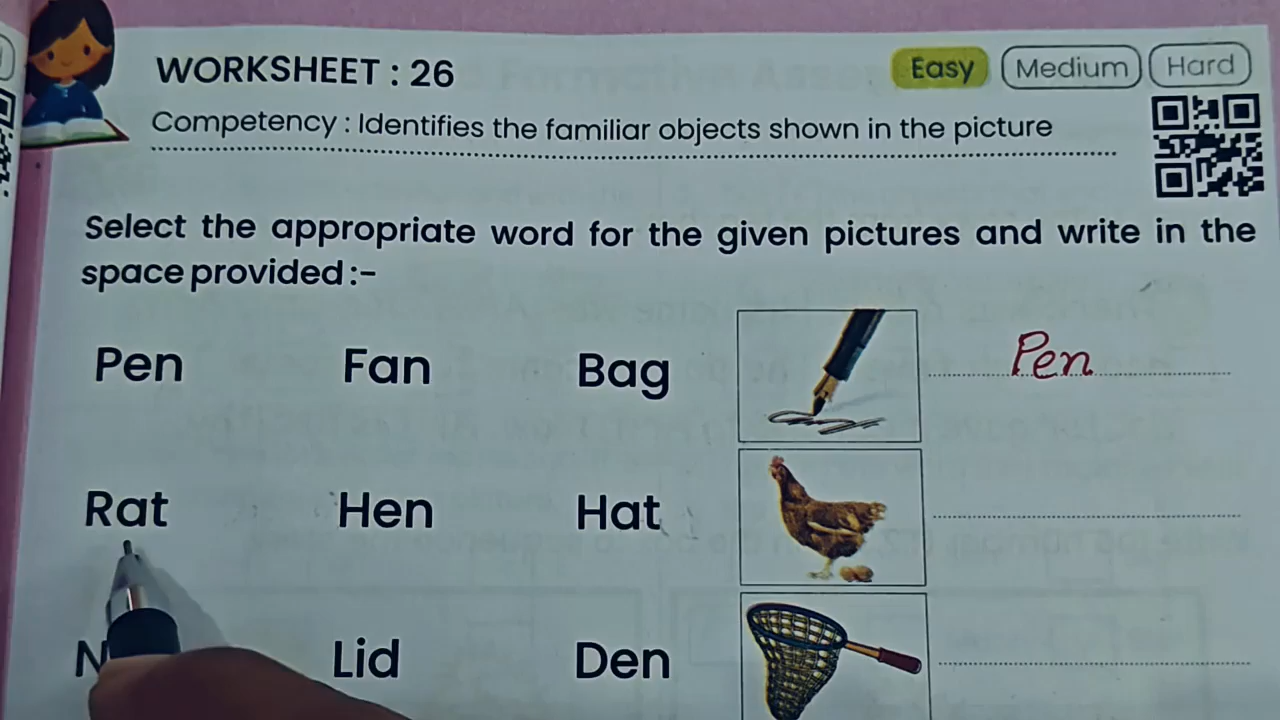 WORKSHEET : 26
Easy Medium Hard
Competency : Identifies the familiar objects shown in the picture
Select the appropriate word for the given pictures and write in the
space provided :-
Pen Fan Bag Pen
Rat Hen Hat
Lid Den